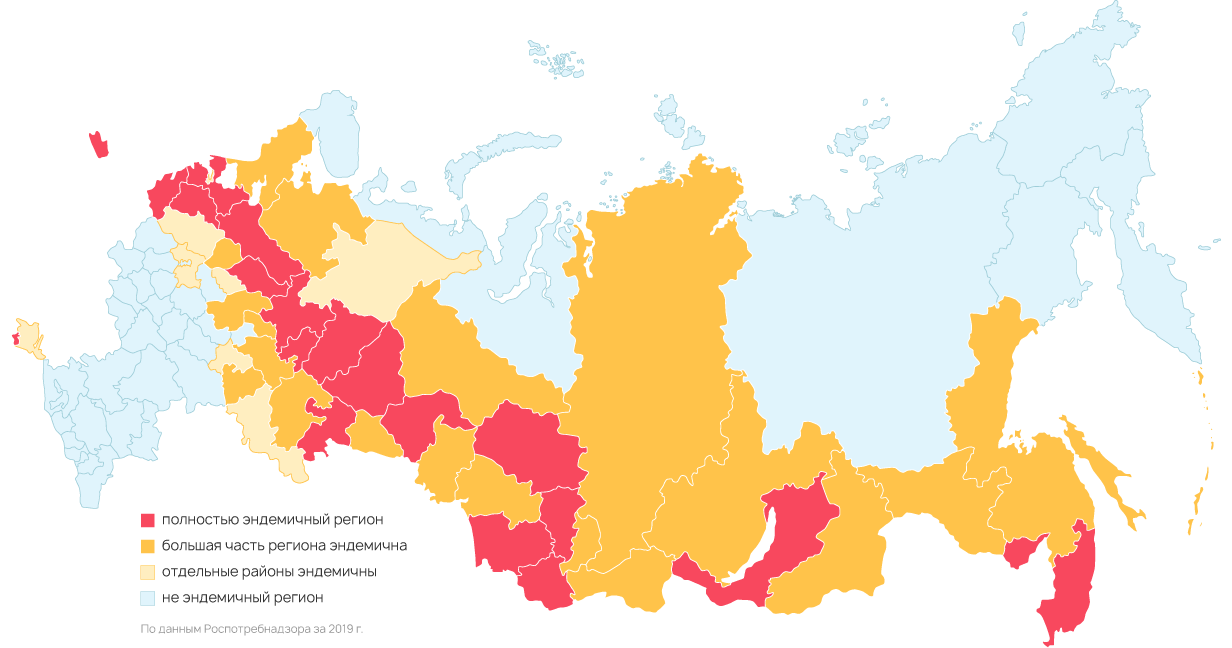 полностью эндемичный регион
большая часть региона эндемична
отдельные районы эндемичны
не эндемичный регион
По данным Роспотребнадзора за 2019 г.